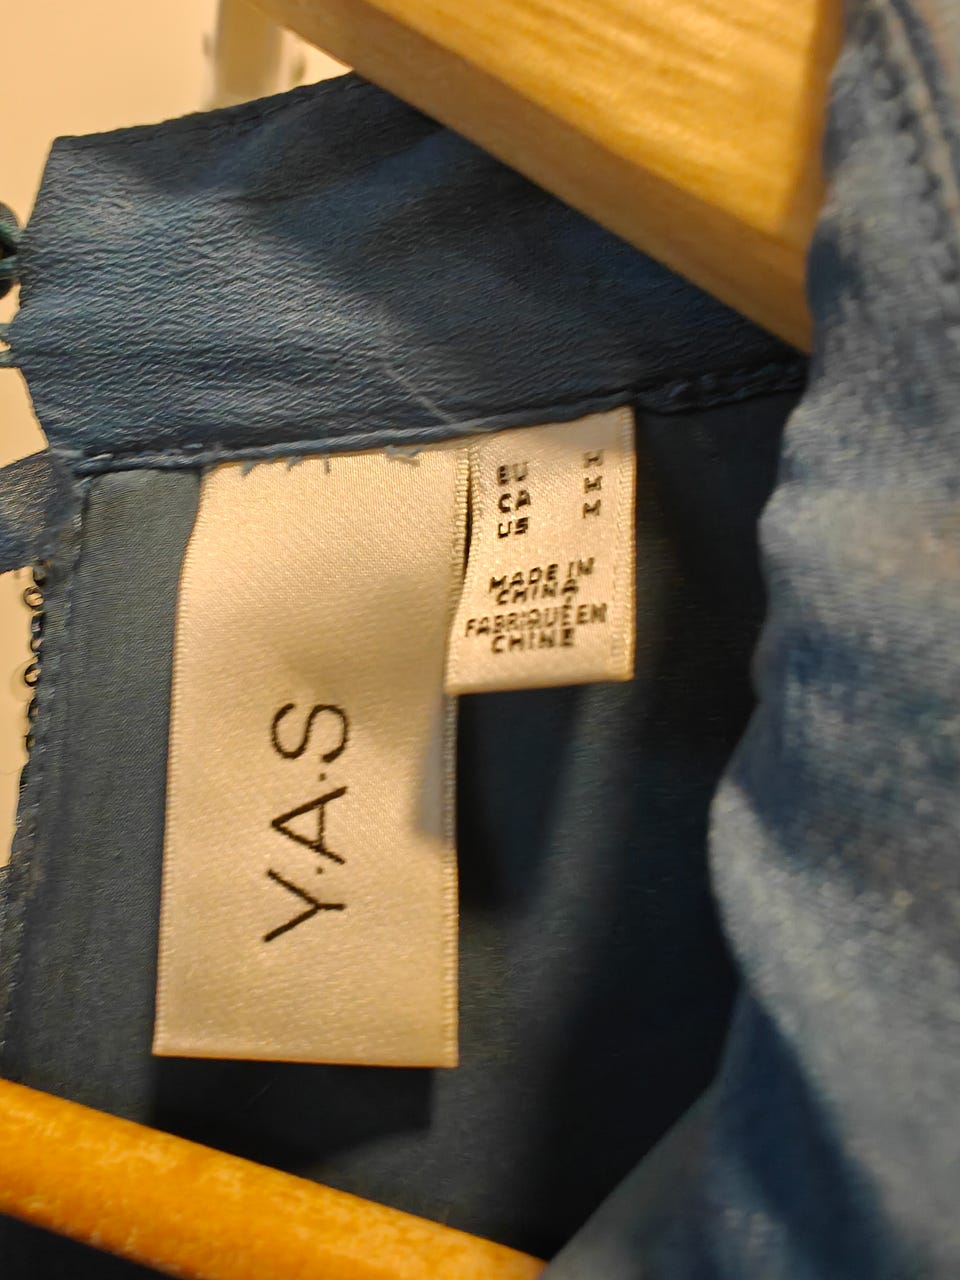 Y·A·S
EU M
CA M
US M
MADE IN
CHINA
FABRIQUÉ EN
CHINE